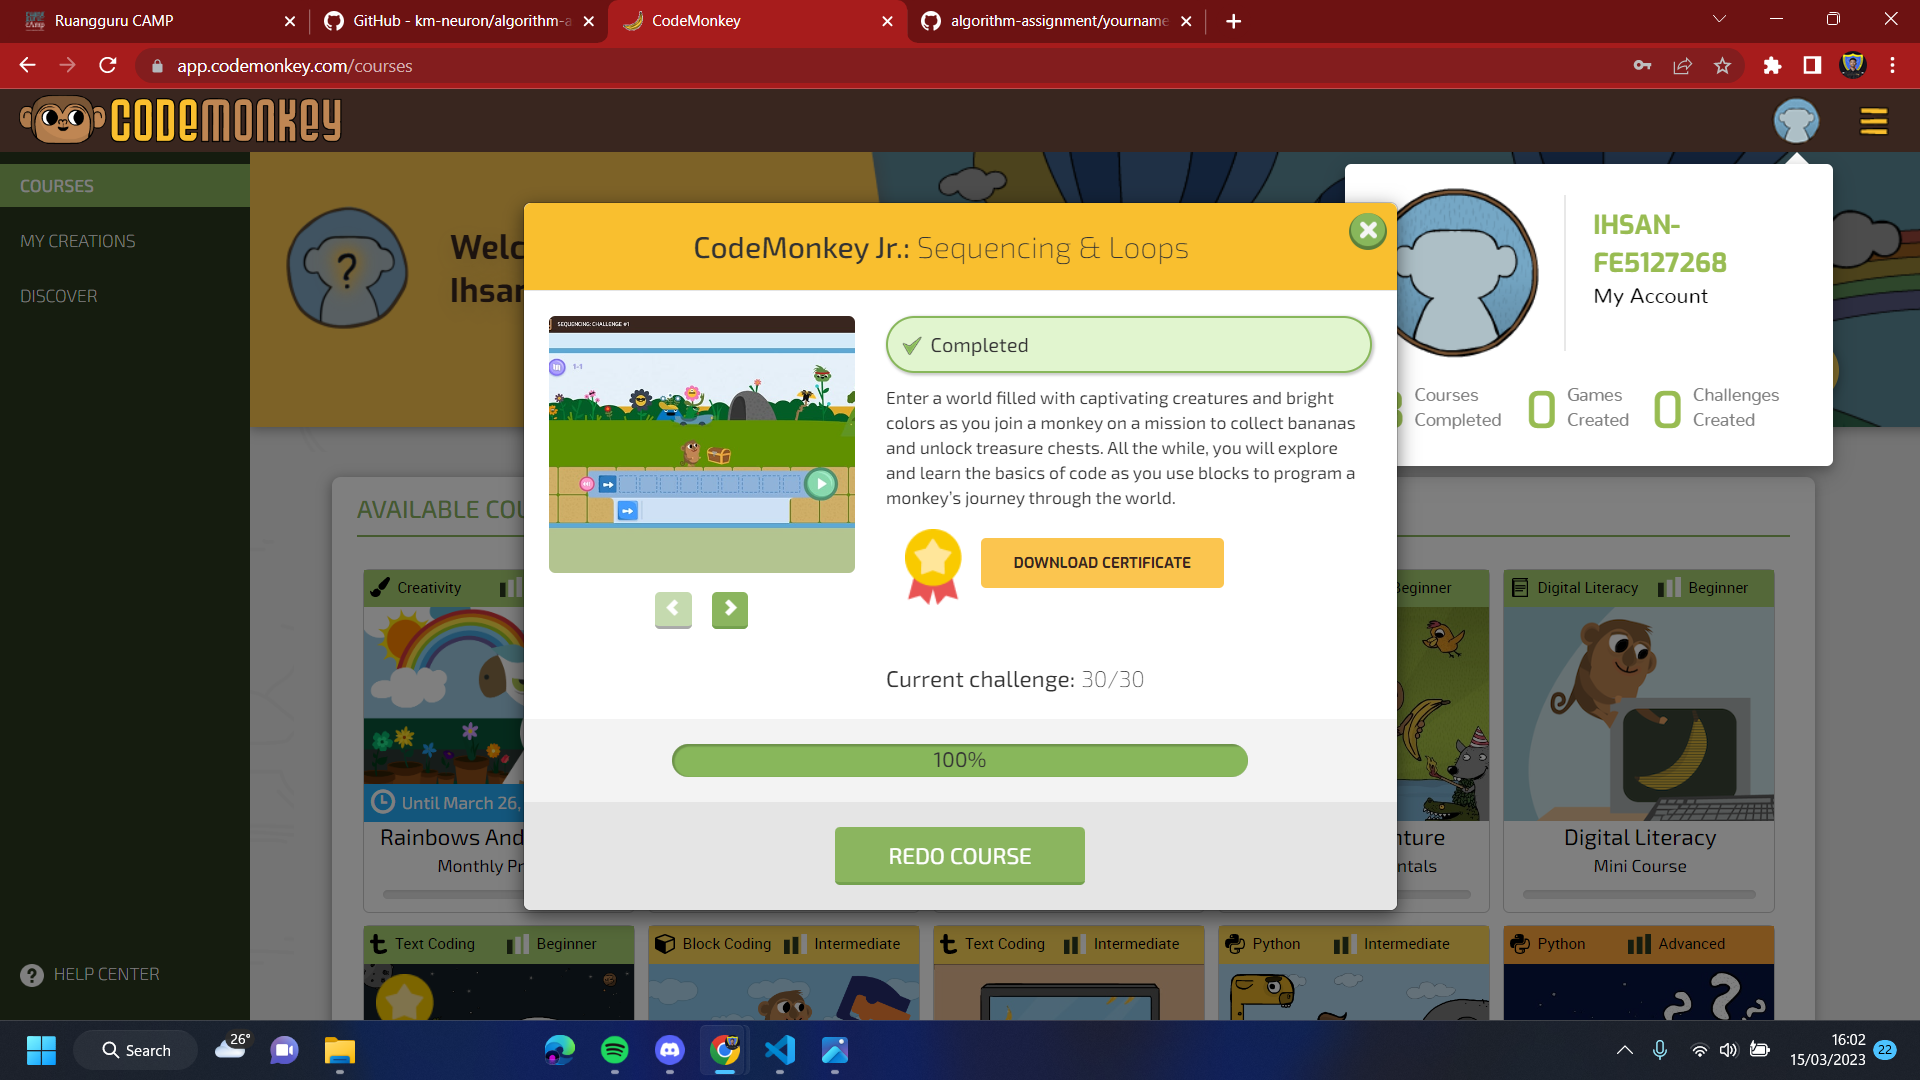 Ruangguru CAMP
GitHub - km-neuron/algorithm-a
CodeMonkey
algorithm-assignment/yourname
app.codemonkey.com/courses
CODEMONKEY
COURSES
MY CREATIONS
DISCOVER
HELP CENTER
Welc
Ihsan
IHSAN-
FE5127268
My Account
Courses
Completed
0 Games
Created
0 Challenges
Created
CodeMonkey Jr.: Sequencing & Loops
SEQUENCING: CHALLENGE #1
1-1
Completed
Enter a world filled with captivating creatures and bright
colors as you join a monkey on a mission to collect bananas
and unlock treasure chests. All the while, you will explore
and learn the basics of code as you use blocks to program a
monkey's journey through the world.
DOWNLOAD CERTIFICATE
Current challenge: 30/30
100%
REDO COURSE
AVAILABLE COU
Creativity
Until March 26,
Rainbows And
Monthly Pr
Beginner
nture
ntals
Digital Literacy Beginner
Digital Literacy
Mini Course
Text Coding Beginner
Block Coding Intermediate
Text Coding Intermediate
Python Intermediate
Python Advanced
Search
26°
16:02
15/03/2023
22